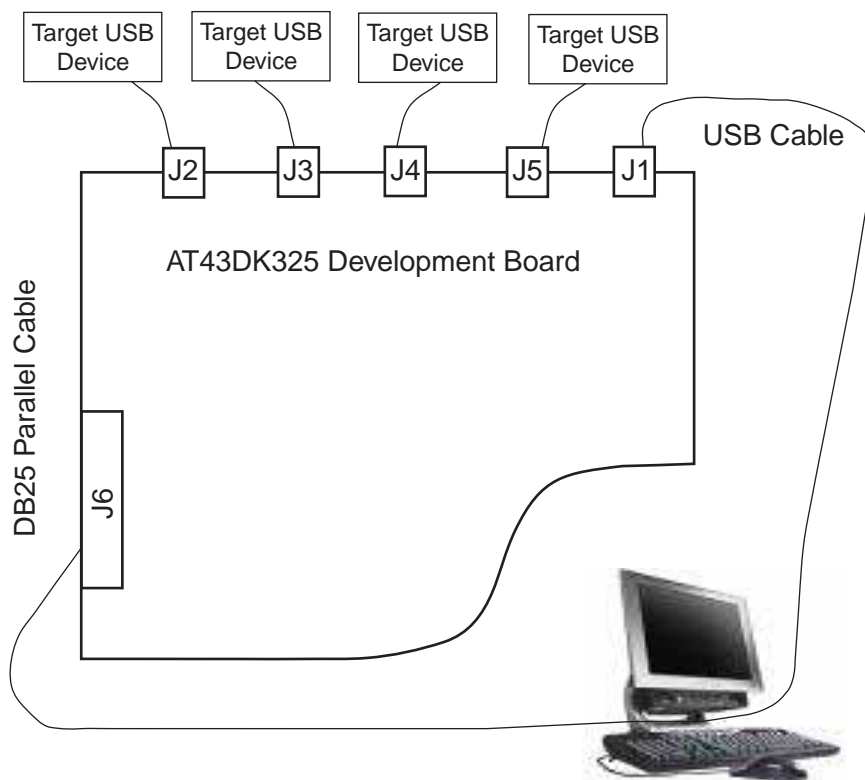 Target USB
Device
Target USB
Device
Target USB
Device
Target USB
Device
USB Cable
J2
J3
J4
J5
J1
AT43DK325 Development Board
DB25 Parallel Cable
J6